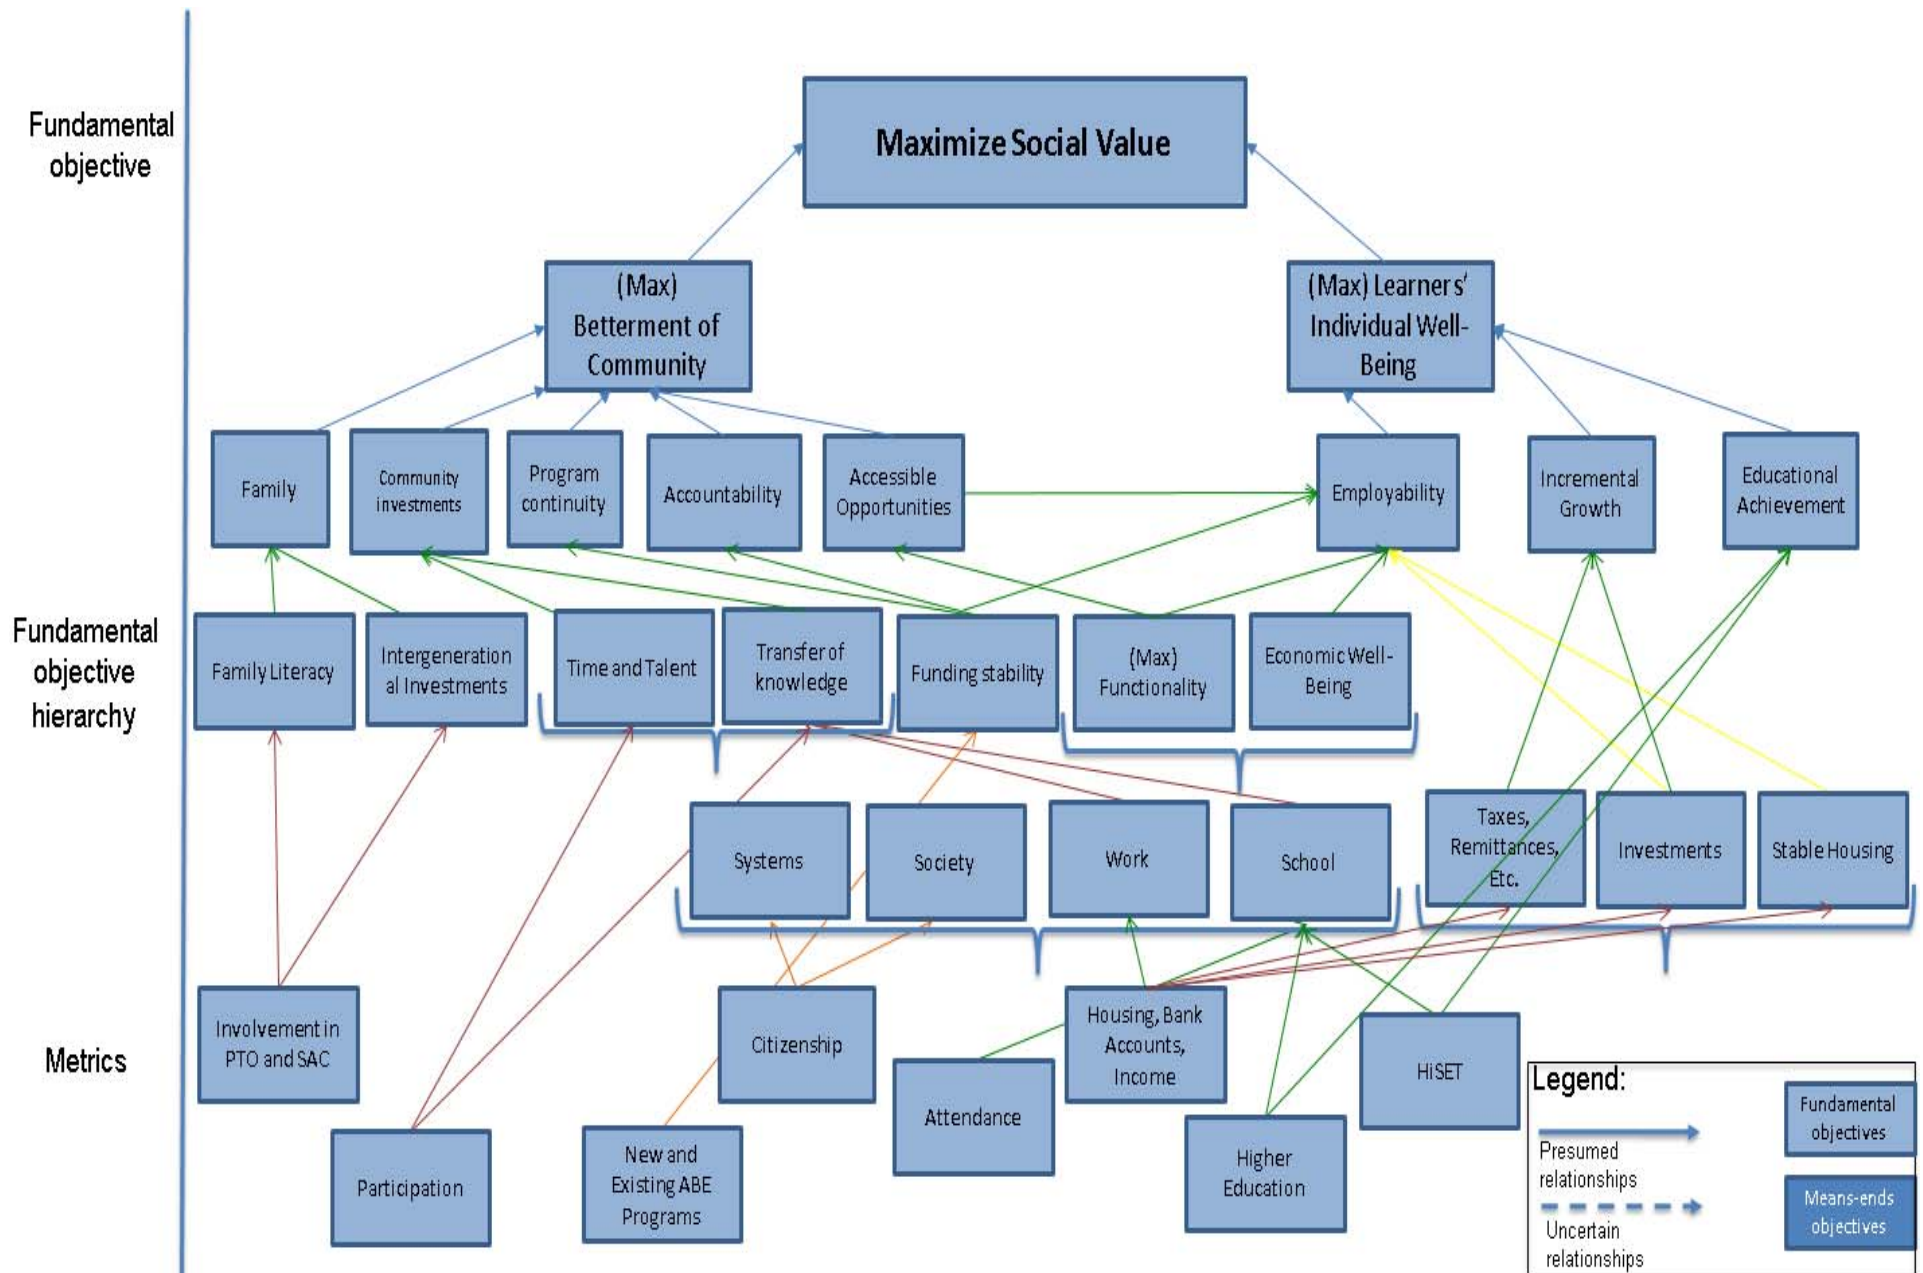 Fundamental
objective
Maximize Social Value
(Max)
Betterment of
Community
(Max) Learners'
Individual Well-
Being
Family
Community
investments
Program
continuity
Accountability
Accessible
Opportunities
Employability
Incremental
Growth
Educational
Achievement
Fundamental
objective
hierarchy
Family Literacy
Intergeneration
al Investments
Time and Talent
Transfer of
knowledge
Funding stability
(Max)
Functionality
Economic Well-
Being
Systems
Society
Work
School
Taxes,
Remittances,
Etc.
Investments
Stable Housing
Metrics
Involvement in
PTO and SAC
Participation
New and
Existing ABE
Programs
Citizenship
Attendance
Housing, Bank
Accounts,
Income
Higher
Education
HiSET
Legend:
Presumed
relationships
Uncertain
relationships
Fundamental
objectives
Means-ends
objectives